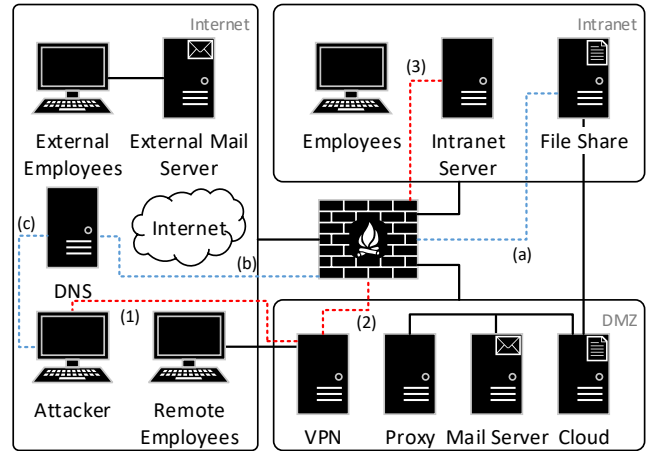 Internet
Intranet
External
Employees
External Mail
Server
Employees
Intranet
Server
File Share
(3)
(a)
(c)
DNS
Internet
(b)
(1)
(2)
DMZ
Attacker
Remote
Employees
VPN
Proxy
Mail Server
Cloud